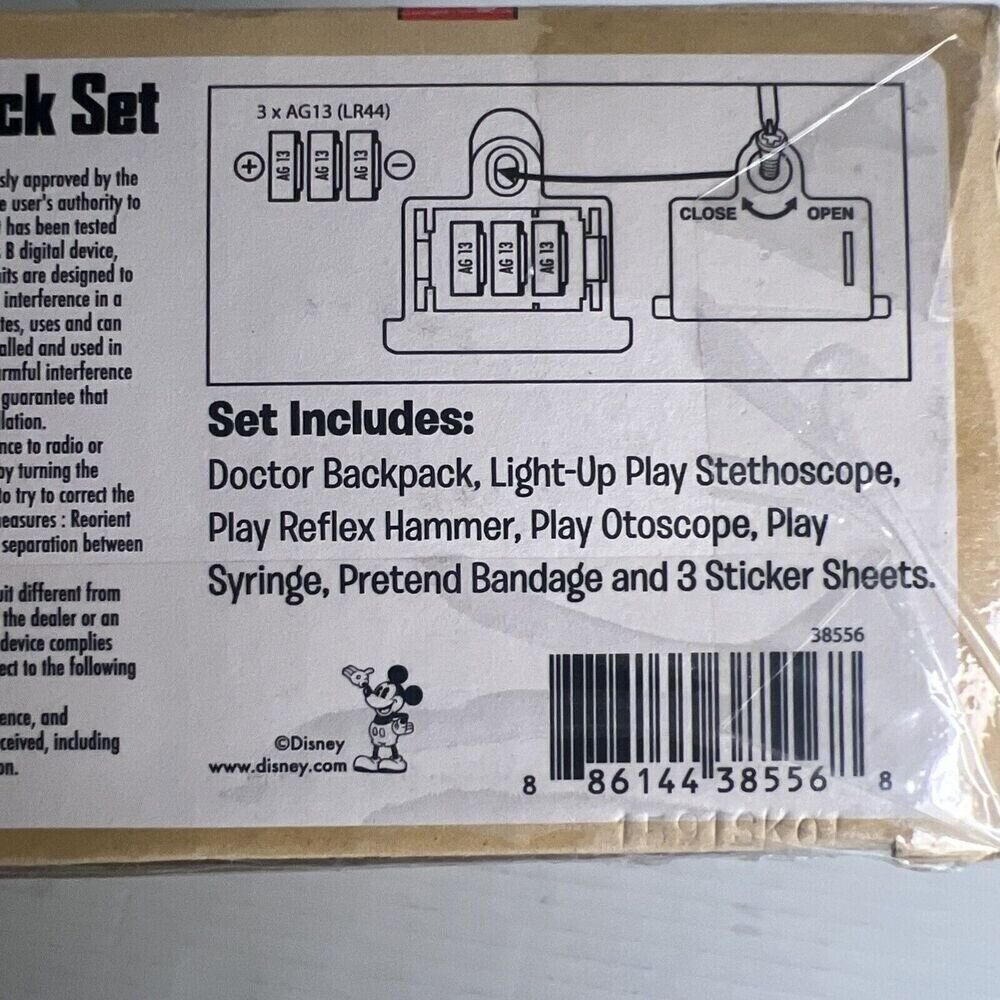 ck Set
sly approved by the
e user's authority to
has been tested
B digital device,
its are designed to
interference in a
tes, uses and can
alled and used in
rmful interference
guarantee that
lation.
nce to radio or
by turning the
to try to correct the
easures : Reorient
separation between
uit different from
the dealer or an
device complies
ect to the following
ence, and
ceived, including
on.
3 x AG13 (LR44)
+ AG 13 AG 13 AG 13 −
AG 13 AG 13 AG 13
CLOSE OPEN
Set Includes:
Doctor Backpack, Light-Up Play Stethoscope,
Play Reflex Hammer, Play Otoscope, Play
Syringe, Pretend Bandage and 3 Sticker Sheets.
©Disney
www.disney.com
38556
8 86144 38556 8
1591SK01